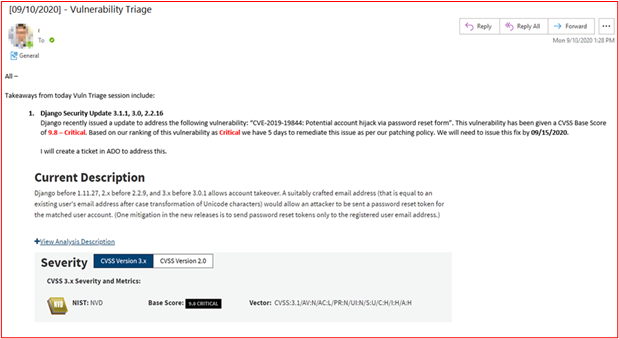 [09/10/2020] - Vulnerability Triage
Reply
Reply All
Forward
...
To
Mon 9/10/2020 1:28 PM
General
All –
Takeaways from today Vuln Triage session include:
1. Django Security Update 3.1.1, 3.0, 2.2.16
Django recently issued a update to address the following vulnerability: "CVE-2019-19844: Potential account hijack via password reset form". This vulnerability has been given a CVSS Base Score
of 9.8 – Critical. Based on our ranking of this vulnerability as Critical we have 5 days to remediate this issue as per our patching policy. We will need to issue this fix by 09/15/2020.
I will create a ticket in ADO to address this.
Current Description
Django before 1.11.27, 2.x before 2.2.9, and 3.x before 3.0.1 allows account takeover. A suitably crafted email address (that is equal to an
existing user's email address after case transformation of Unicode characters) would allow an attacker to be sent a password reset token for
the matched user account. (One mitigation in the new releases is to send password reset tokens only to the registered user email address.)
+View Analysis Description
Severity CVSS Version 3.x CVSS Version 2.0
CVSS 3.x Severity and Metrics:
NVD NIST: NVD Base Score: 9.8 CRITICAL Vector: CVSS:3.1/AV:N/AC:L/PR:N/UI:N/S:U/C:H/I:H/A:H